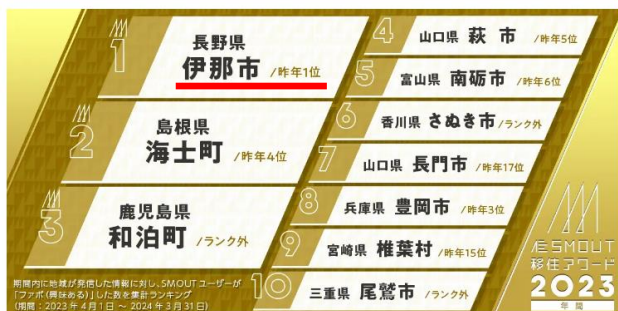 1
長野県
伊那市 /昨年1位
2
島根県
海士町 /昨年4位
3
鹿児島県
和泊町 /ランク外
4
山口県 萩 市 /昨年5位
5
富山県 南砺市 /昨年6位
6
香川県 さぬき市 /ランク外
7
山口県 長門市 /昨年17位
8
兵庫県 豊岡市 /昨年3位
9
宮崎県 椎葉村 /昨年15位
10
三重県 尾鷲市 /ランク外
期間内に地域が発信した情報に対し、SMOUTユーザーが
「ファボ(興味ある)」した数を集計ランキング
(期間:2023年4月1日 〜 2024年3月31日)
SMOUT
移住アワード
2023
年間